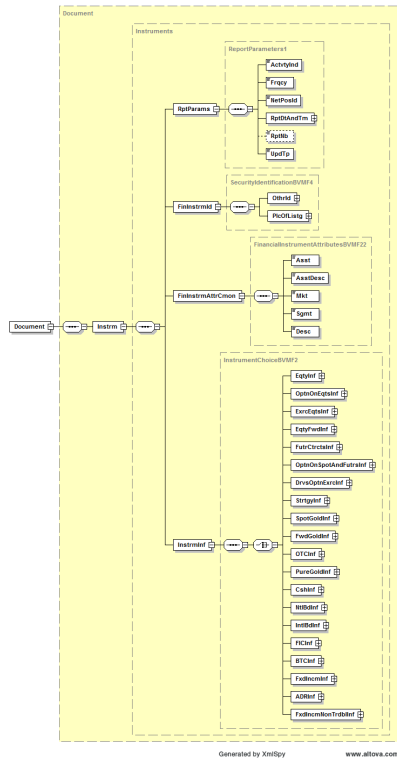 Document
Instruments
ReportParameters1
ActvtyInd
Frqcy
NetPosId
RptParams
RptDtAndTm
RptNb
UpdTp
SecurityIdentificationBVMF4
OthrId
FinInstrmId
PlcOfListg
FinancialInstrumentAttributesBVMF22
Asst
AsstDesc
FinInstrmAttrCmon
Mkt
Sgmt
Document
Instrm
Desc
InstrumentChoiceBVMF2
EqtyInf
OptnOnEqtsInf
ExrcEqtsInf
EqtyFwdInf
FutrCtrctsInf
OptnOnSpotAndFutrsInf
DrvsOptnExrcInf
StrtgyInf
SpotGoldInf
FwdGoldInf
InstrmInf
OTCInf
PureGoldInf
CshInf
NtlBdInf
IntlBdInf
FICInf
BTCInf
FxdIncmInf
ADRInf
FxdIncmNonTrdblInf
Generated by XmlSpy
www.altova.com